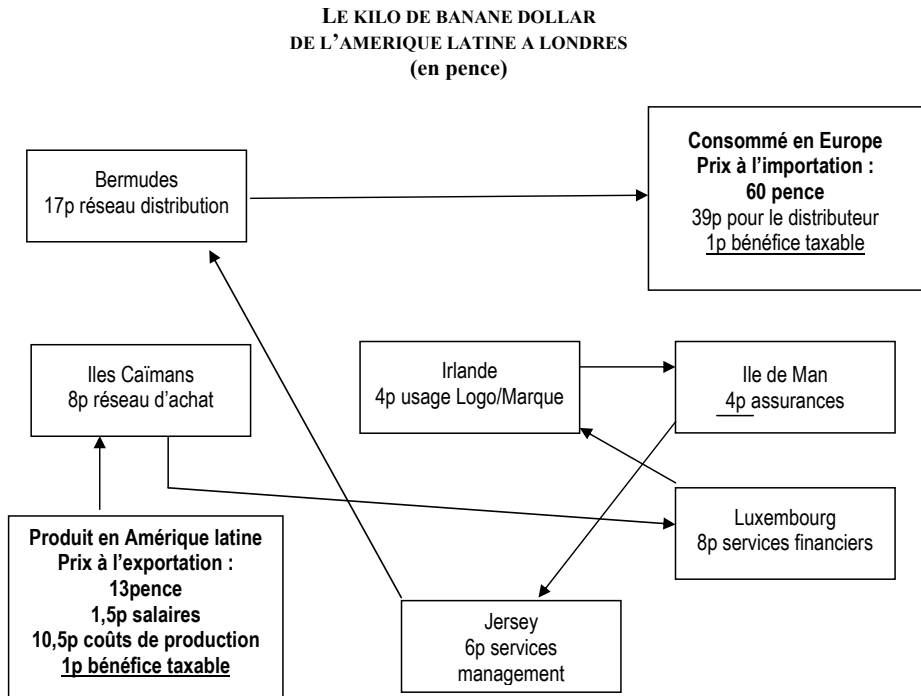 LE KILO DE BANANE DOLLAR
DE L'AMERIQUE LATINE A LONDRES
(en pence)
Consommé en Europe
Prix à l'importation :
60 pence
39p pour le distributeur
1p bénéfice taxable
Bermudes
17p réseau distribution
Iles Caïmans
8p réseau d'achat
Irlande
4p usage Logo/Marque
Ile de Man
4p assurances
Luxembourg
8p services financiers
Produit en Amérique latine
Prix à l'exportation :
13pence
1,5p salaires
10,5p coûts de production
1p bénéfice taxable
Jersey
6p services
management